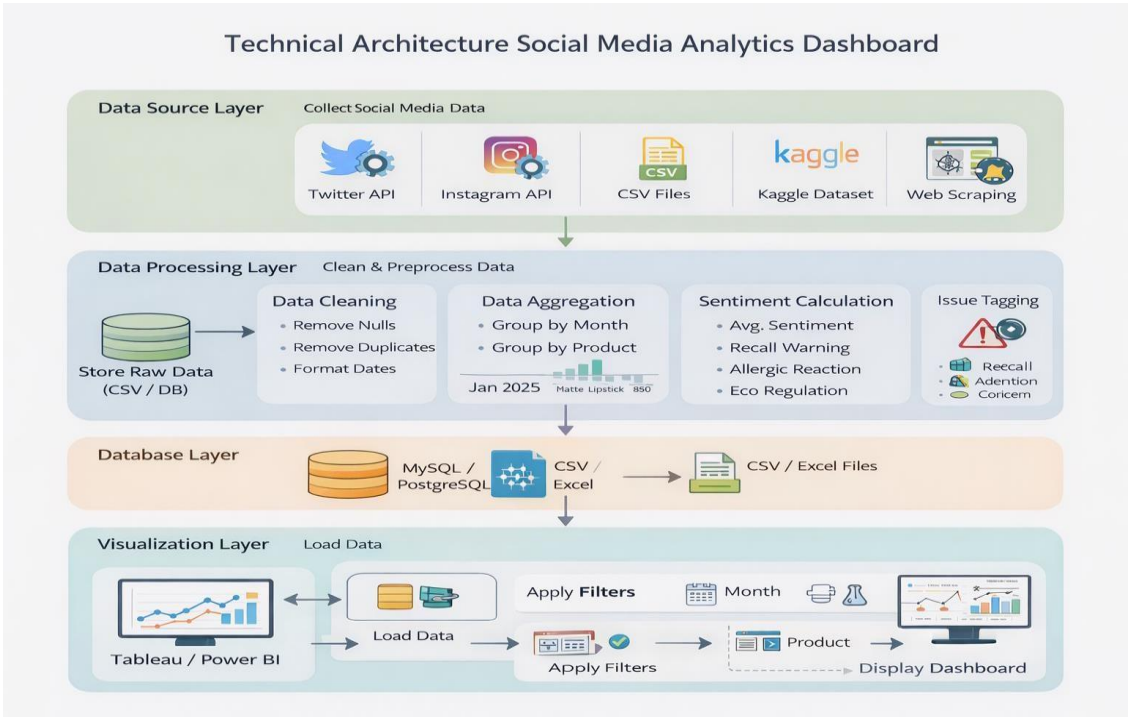 Technical Architecture Social Media Analytics Dashboard
Data Source Layer
Collect Social Media Data
Twitter API
Instagram API
CSV
CSV Files
kaggle
Kaggle Dataset
Web Scraping
Data Processing Layer
Clean & Preprocess Data
Store Raw Data
(CSV / DB)
Data Cleaning
• Remove Nulls
• Remove Duplicates
• Format Dates
Data Aggregation
• Group by Month
• Group by Product
Jan 2025
Matte Lipstick 850
Sentiment Calculation
• Avg. Sentiment
• Recall Warning
• Allergic Reaction
• Eco Regulation
Issue Tagging
• Reecall
• Adention
• Coricem
Database Layer
MySQL /
PostgreSQL
CSV /
Excel
CSV / Excel Files
Visualization Layer
Load Data
Tableau / Power BI
Load Data
Apply Filters
Month
Apply Filters
Product
Display Dashboard